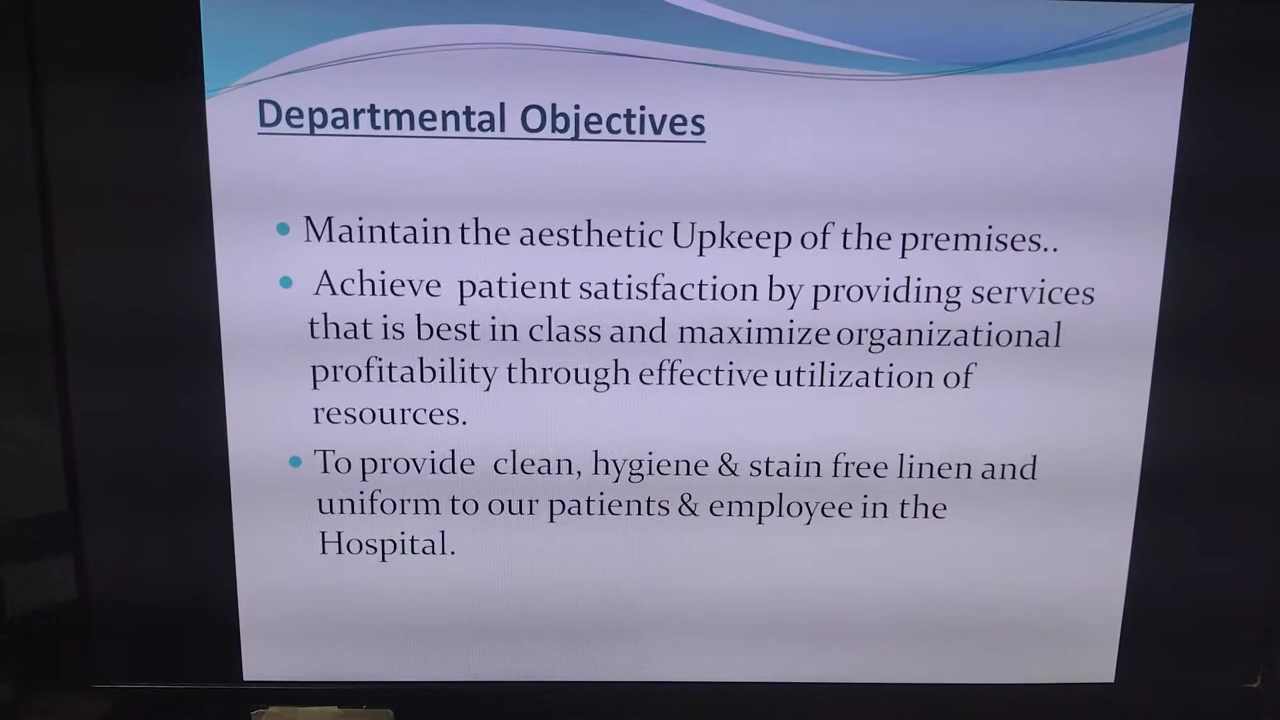 Departmental Objectives
• Maintain the aesthetic Upkeep of the premises..
• Achieve patient satisfaction by providing services
that is best in class and maximize organizational
profitability through effective utilization of
resources.
• To provide clean, hygiene & stain free linen and
uniform to our patients & employee in the
Hospital.